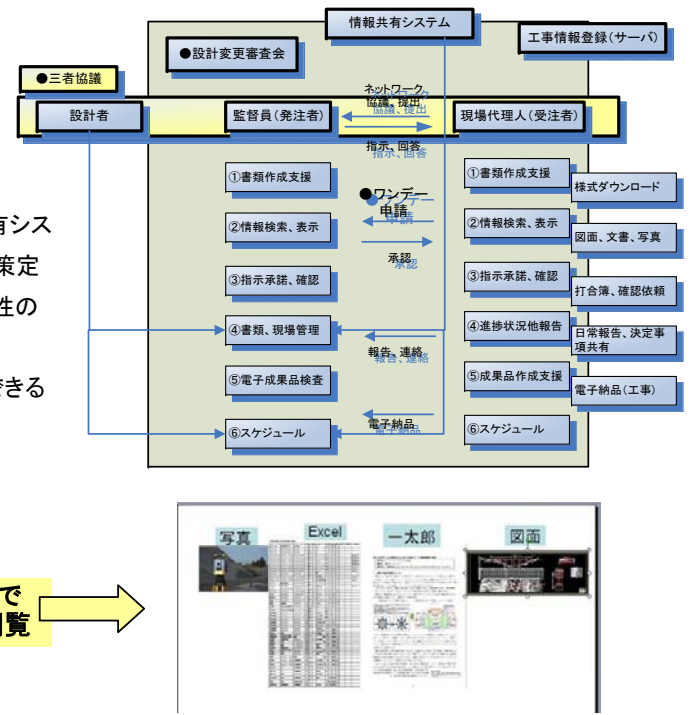 情報共有システム
工事情報登録(サーバ)
●設計変更審査会
●三者協議
設計者
監督員(発注者)
ネットワーク
協議、提出
指示、回答
現場代理人(受注者)
①書類作成支援
②情報検索、表示
③指示承諾、確認
④書類、現場管理
⑤電子成果品検査
⑥スケジュール
●ワンデー
申請
承認
報告、連絡
電子納品
①書類作成支援
②情報検索、表示
③指示承諾、確認
④進捗状況他報告
⑤成果品作成支援
⑥スケジュール
様式ダウンロード
図面、文書、写真
打合簿、確認依頼
日常報告、決定事
項共有
電子納品(工事)
有シス
策定
性の
できる
で
覧
写真
Excel
一太郎
図面